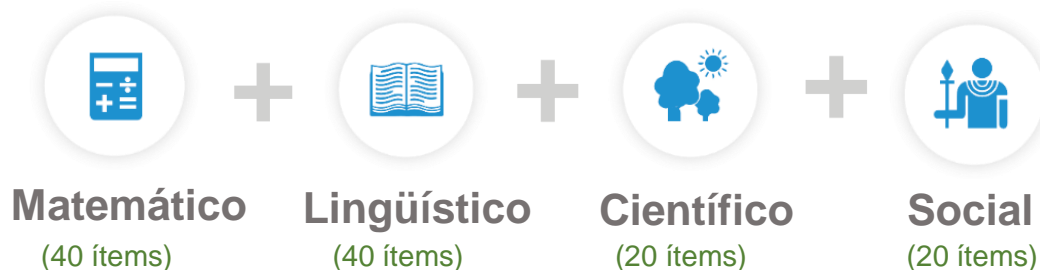 Matemático Lingüístico Científico Social
(40 ítems) (40 ítems) (20 ítems) (20 ítems)